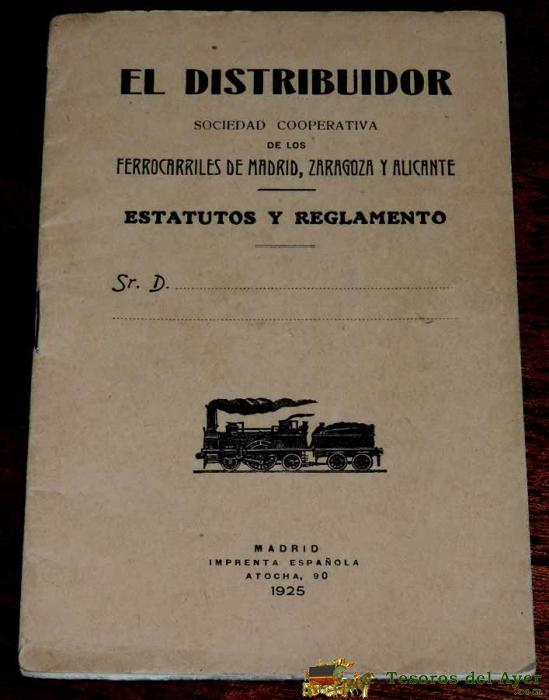 EL DISTRIBUIDOR
SOCIEDAD COOPERATIVA
DE LOS
FERROCARRILES DE MADRID, ZARAGOZA Y ALICANTE
ESTATUTOS Y REGLAMENTO
Sr. D.
MADRID
IMPRENTA ESPAÑOLA
ATOCHA, 90
1925
Tesoros del Ayer